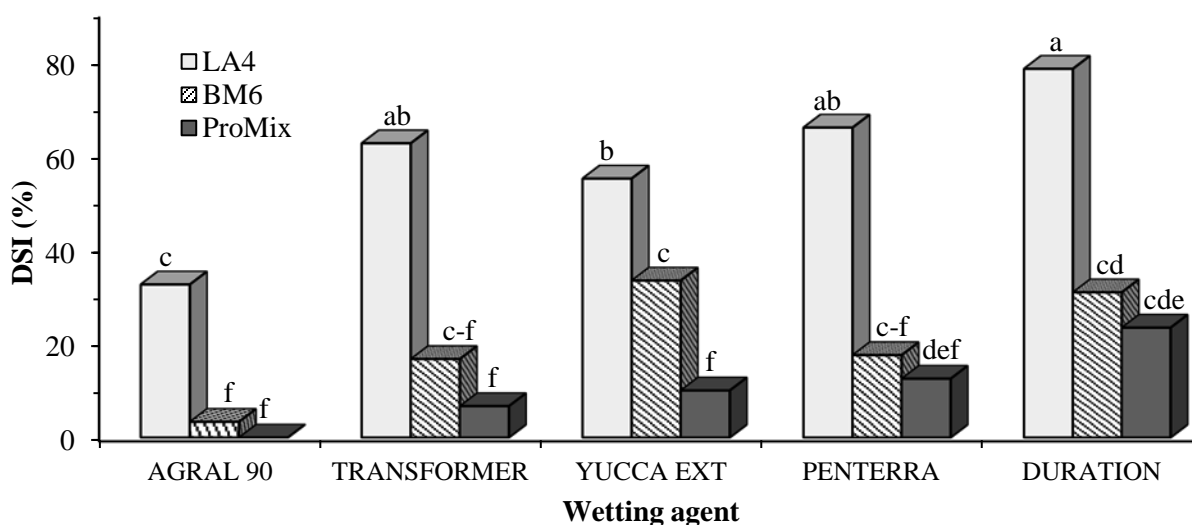 DSI (%)
80
60
40
20
0
LA4
BM6
ProMix
c
f
f
ab
c-f
f
b
c
f
ab
c-f
def
a
cd
cde
AGRAL 90
TRANSFORMER
YUCCA EXT
PENTERRA
DURATION
Wetting agent